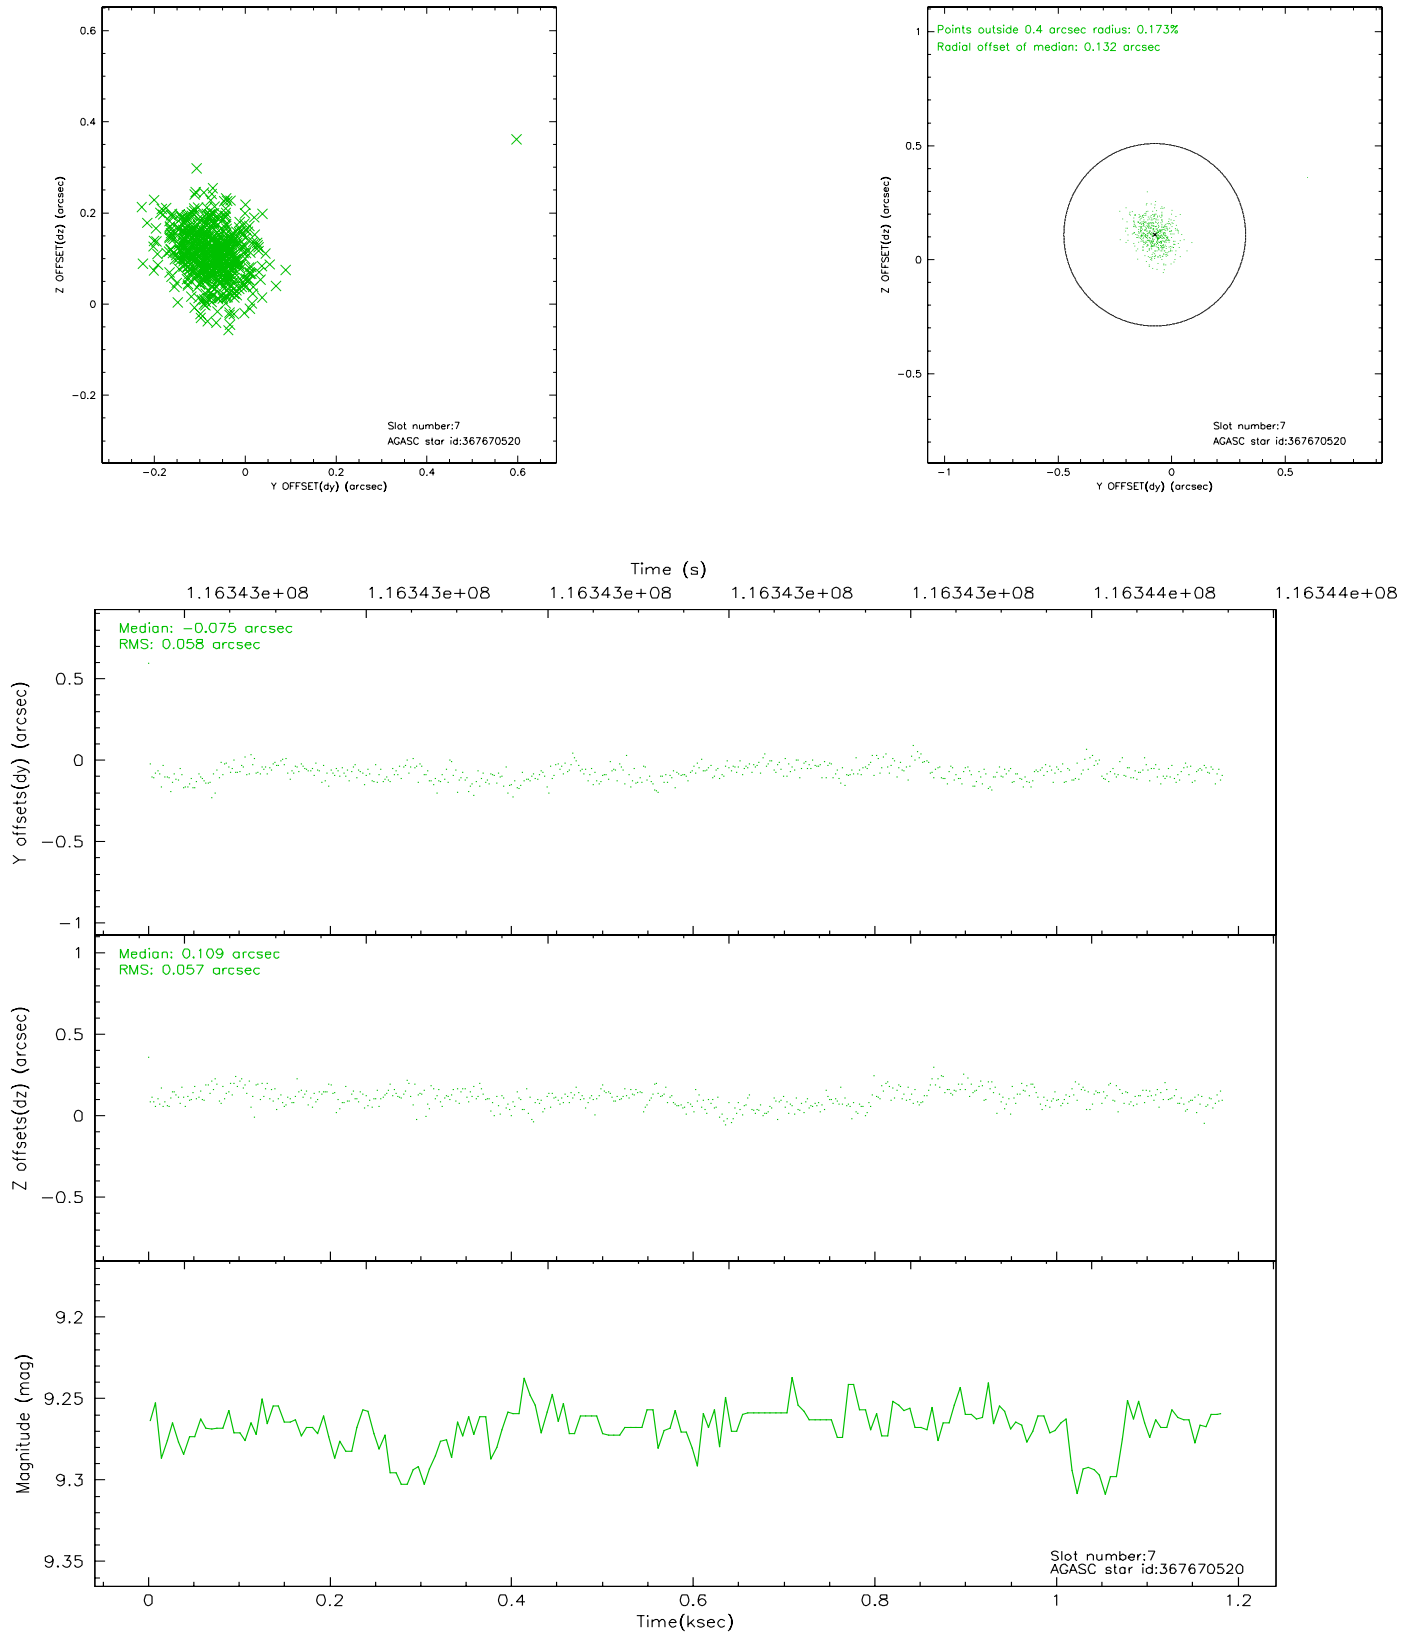 0.6
0.4
0.2
0
-0.2
Z OFFSET(dz) (arcsec)
Slot number:7
AGASC star id:367670520
-0.2 0 0.2 0.4 0.6
Y OFFSET(dy) (arcsec)
Points outside 0.4 arcsec radius: 0.173%
Radial offset of median: 0.132 arcsec
1
0.5
0
-0.5
Z OFFSET(dz) (arcsec)
Slot number:7
AGASC star id:367670520
-1 -0.5 0 0.5
Y OFFSET(dy) (arcsec)
Time (s)
1.16343e+08 1.16343e+08 1.16343e+08 1.16343e+08 1.16343e+08 1.16344e+08 1.16344e+08
Median: -0.075 arcsec
RMS: 0.058 arcsec
0.5
0
-0.5
-1
Y offsets(dy) (arcsec)
Median: 0.109 arcsec
RMS: 0.057 arcsec
1
0.5
0
-0.5
Z offsets(dz) (arcsec)
9.2
9.25
9.3
9.35
Magnitude (mag)
Slot number:7
AGASC star id:367670520
0 0.2 0.4 0.6 0.8 1 1.2
Time(ksec)